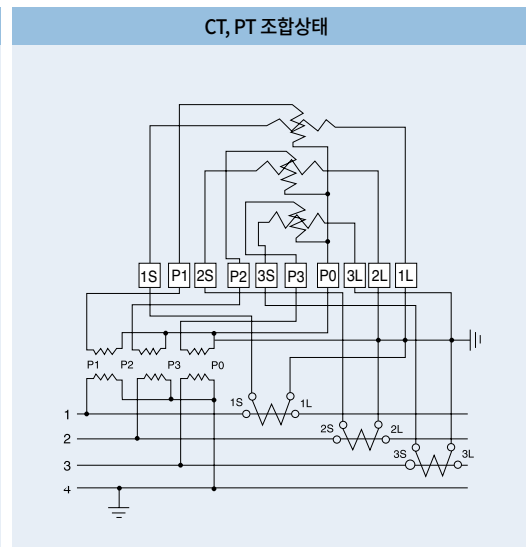 CT, PT 조합상태
1S P1 2S P2 3S P3 P0 3L 2L 1L
P1 P2 P3 P0
1S 1L
1
2S 2L
2
3S 3L
3
4